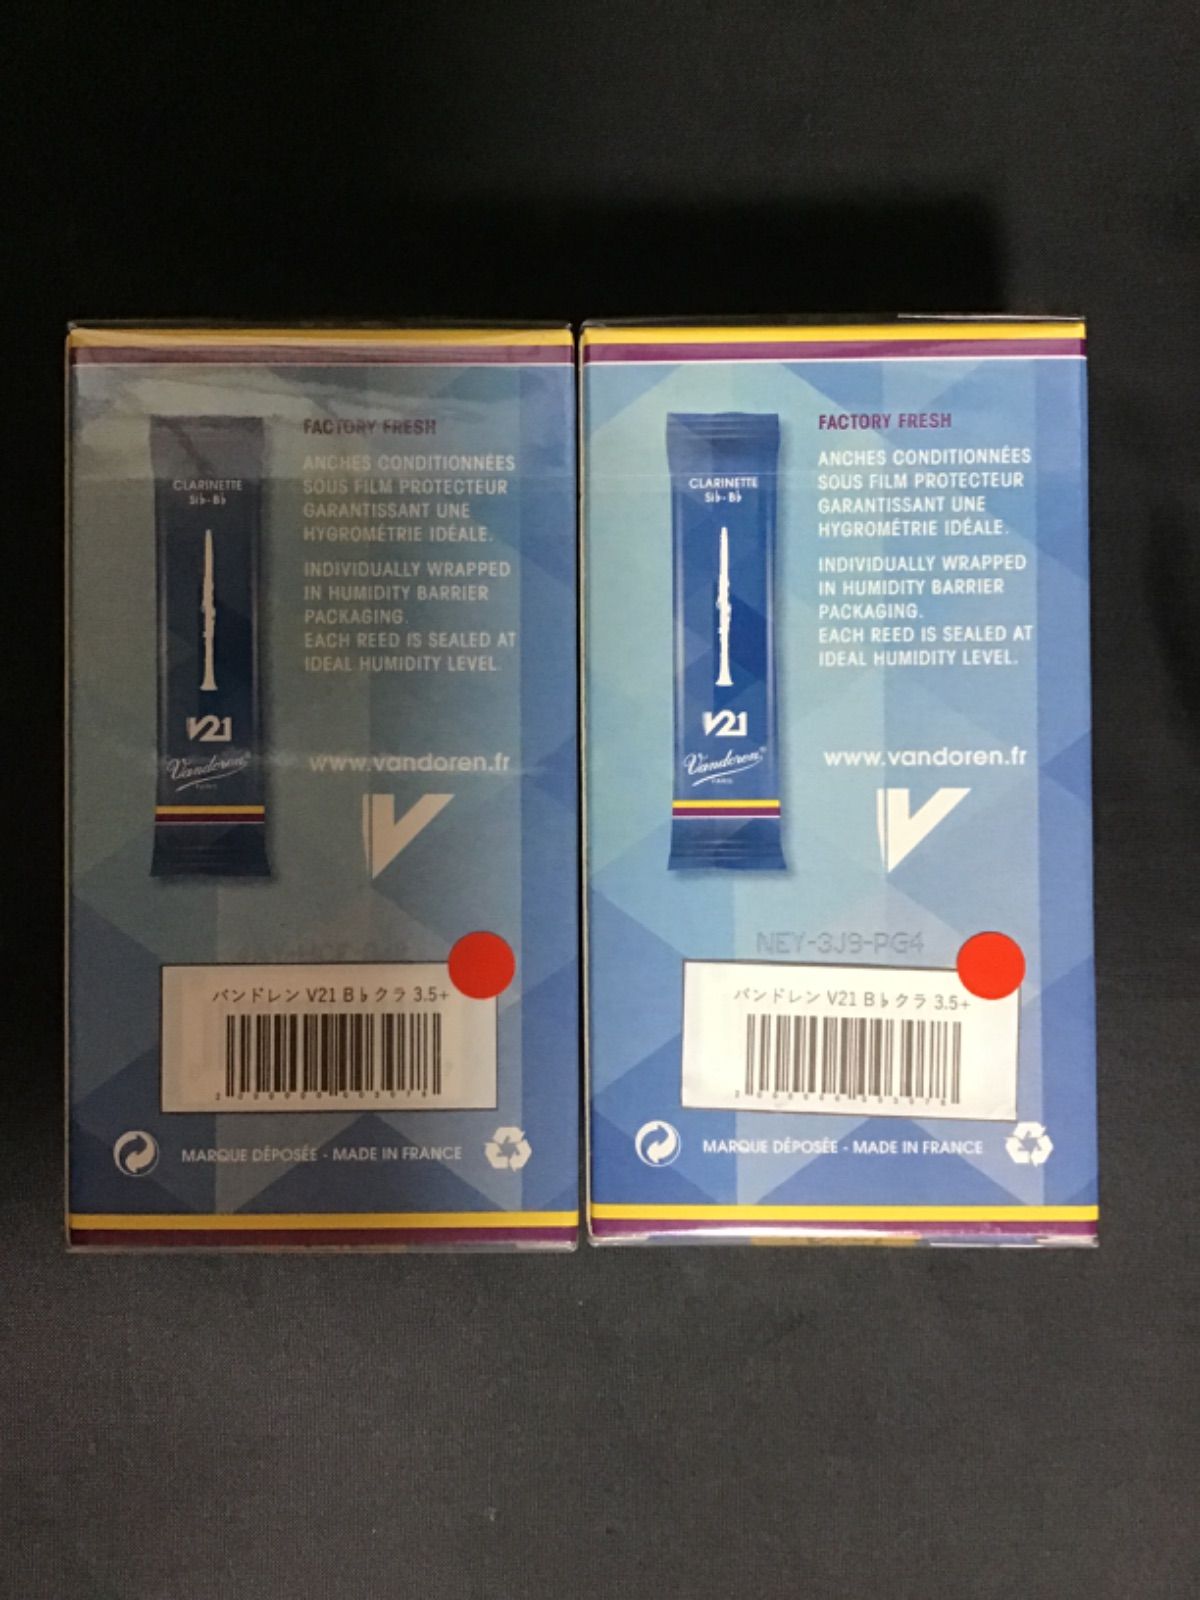 FACTORY FRESH
ANCHES CONDITIONNÉES
SOUS FILM PROTECTEUR
GARANTISSANT UNE
HYGROMÉTRIE IDÉALE.
INDIVIDUALLY WRAPPED
IN HUMIDITY BARRIER
PACKAGING.
EACH REED IS SEALED AT
IDEAL HUMIDITY LEVEL.
CLARINETTE
Si♭-B♭
V21
Vandoren®
PARIS
www.vandoren.fr
V
バンドレン V21 B♭クラ 3.5+
MARQUE DÉPOSÉE - MADE IN FRANCE
FACTORY FRESH
ANCHES CONDITIONNÉES
SOUS FILM PROTECTEUR
GARANTISSANT UNE
HYGROMÉTRIE IDÉALE.
INDIVIDUALLY WRAPPED
IN HUMIDITY BARRIER
PACKAGING.
EACH REED IS SEALED AT
IDEAL HUMIDITY LEVEL.
CLARINETTE
Si♭-B♭
V21
Vandoren®
PARIS
www.vandoren.fr
V
NEY-3J9-PG4
バンドレン V21 B♭クラ 3.5+
MARQUE DÉPOSÉE - MADE IN FRANCE